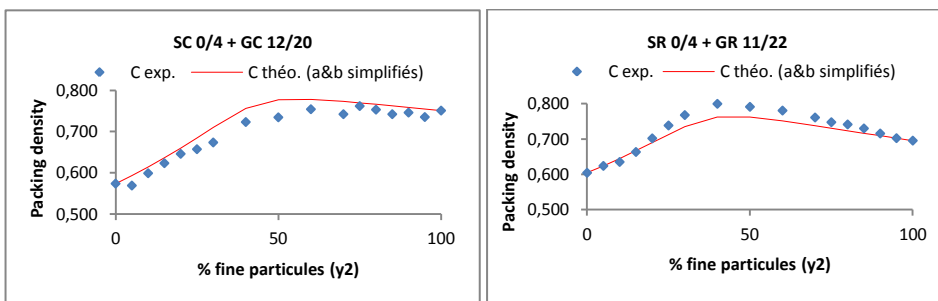 SC 0/4 + GC 12/20
C exp. C théo. (a&b simplifiés)
0,800
0,700
0,600
0,500
0 50 100
Packing density
% fine particules (y2)
SR 0/4 + GR 11/22
C exp. C théo. (a&b simplifiés)
0,800
0,700
0,600
0,500
0 50 100
Packing density
% fine particules (y2)